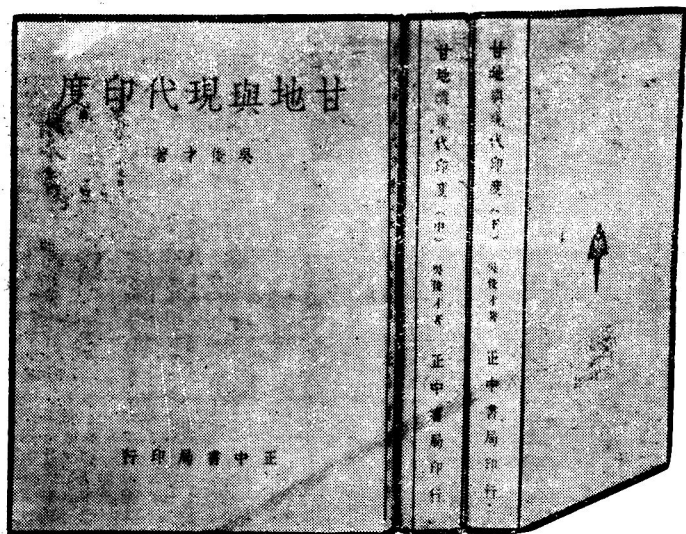 甘地與現代印度
吳俊才著
正中書局印行
甘地與現代印度（中） 吳俊才著 正中書局印行
甘地與現代印度（下） 吳俊才著 正中書局印行